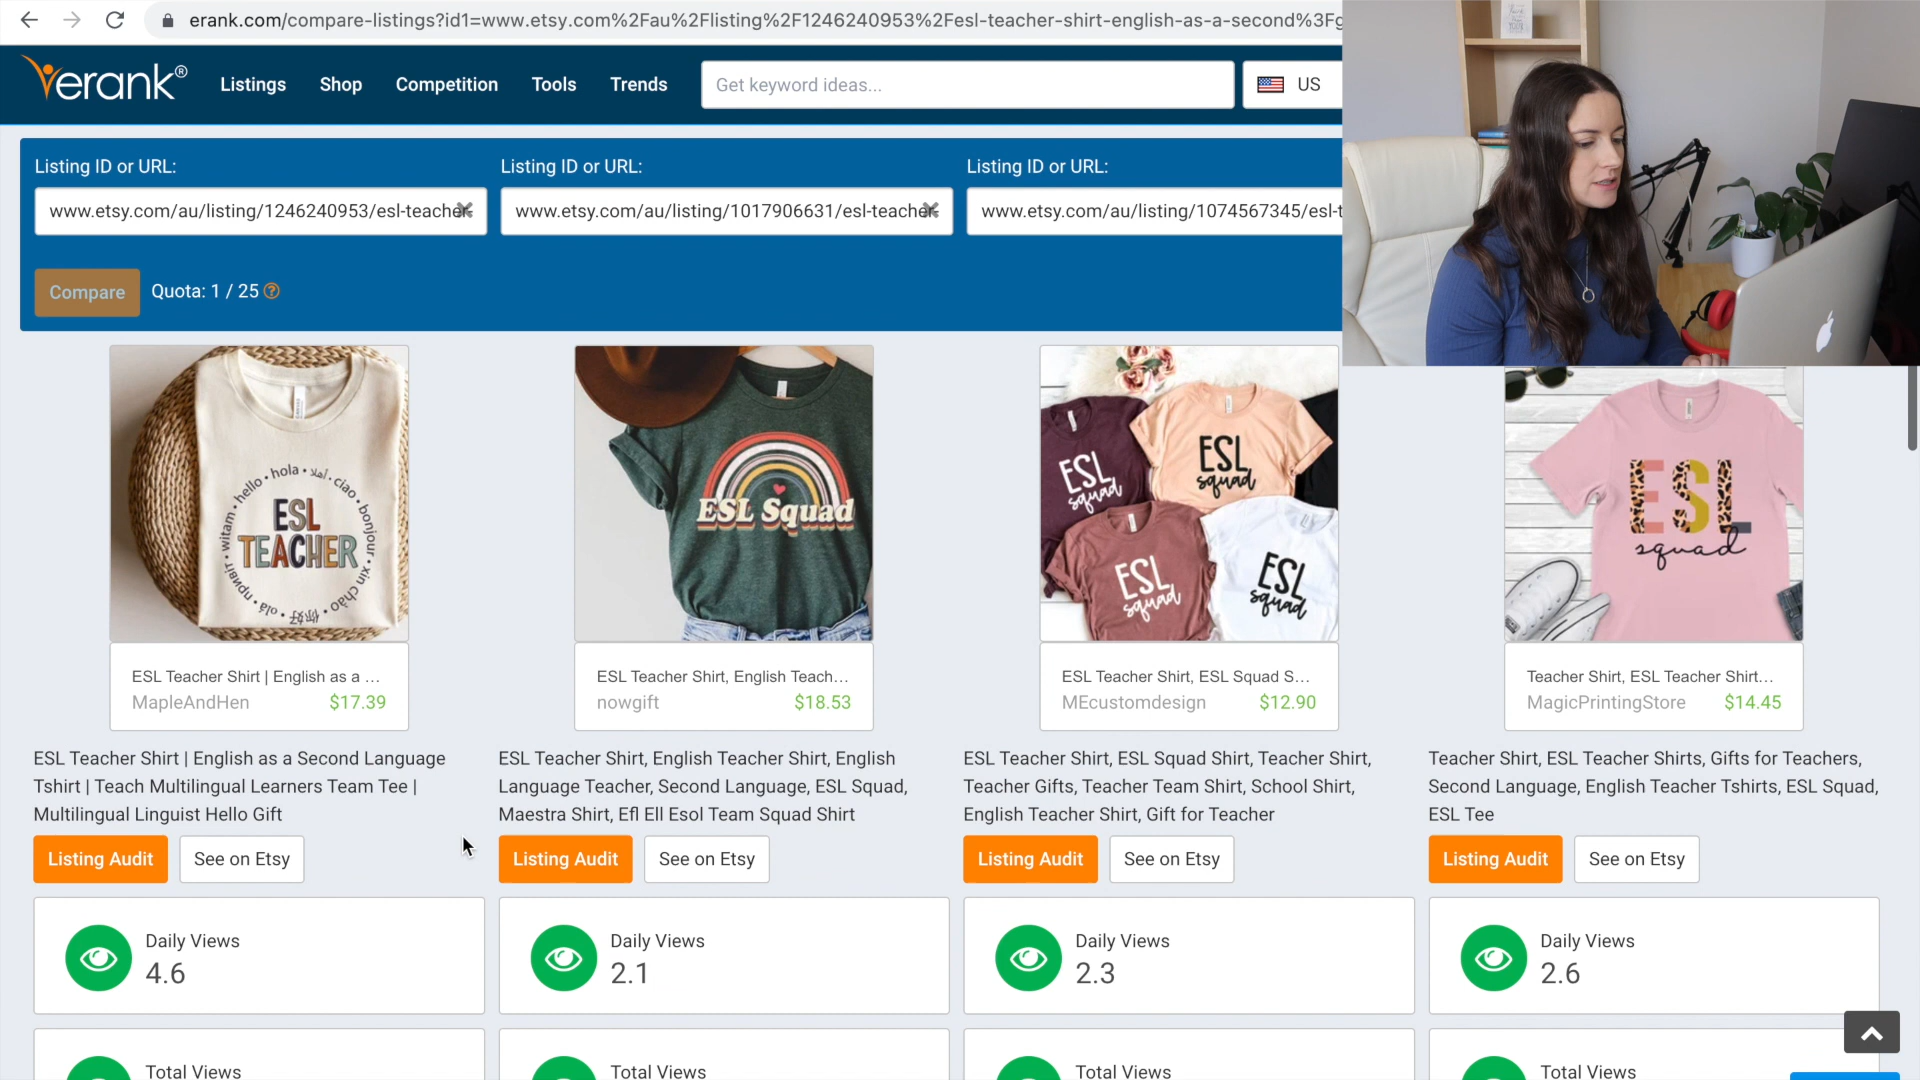 erank.com/compare-listings?id1=www.etsy.com%2Fau%2Flisting%2F1246240953%2Fesl-teacher-shirt-english-as-a-second%3Fg
erank®
Listings
Shop
Competition
Tools
Trends
Get keyword ideas...
US
Listing ID or URL:
Listing ID or URL:
Listing ID or URL:
www.etsy.com/au/listing/1246240953/esl-teacher
www.etsy.com/au/listing/1017906631/esl-teacher
www.etsy.com/au/listing/1074567345/esl-t
Compare
Quota: 1 / 25
witam • hello • hola •
• ciao • bonjour • xin chào •
• olá • привіт •
ESL
TEACHER
ESL Squad
ESL
squad
ESL
squad
ESL
squad
ESL
squad
ESL
squad
ESL Teacher Shirt | English as a ...
MapleAndHen
$17.39
ESL Teacher Shirt, English Teach...
nowgift
$18.53
ESL Teacher Shirt, ESL Squad S...
MEcustomdesign
$12.90
Teacher Shirt, ESL Teacher Shirt...
MagicPrintingStore
$14.45
ESL Teacher Shirt | English as a Second Language
Tshirt | Teach Multilingual Learners Team Tee |
Multilingual Linguist Hello Gift
ESL Teacher Shirt, English Teacher Shirt, English
Language Teacher, Second Language, ESL Squad,
Maestra Shirt, Efl Ell Esol Team Squad Shirt
ESL Teacher Shirt, ESL Squad Shirt, Teacher Shirt,
Teacher Gifts, Teacher Team Shirt, School Shirt,
English Teacher Shirt, Gift for Teacher
Teacher Shirt, ESL Teacher Shirts, Gifts for Teachers,
Second Language, English Teacher Tshirts, ESL Squad,
ESL Tee
Listing Audit
See on Etsy
Listing Audit
See on Etsy
Listing Audit
See on Etsy
Listing Audit
See on Etsy
Daily Views
4.6
Daily Views
2.1
Daily Views
2.3
Daily Views
2.6
Total Views
Total Views
Total Views
Total Views